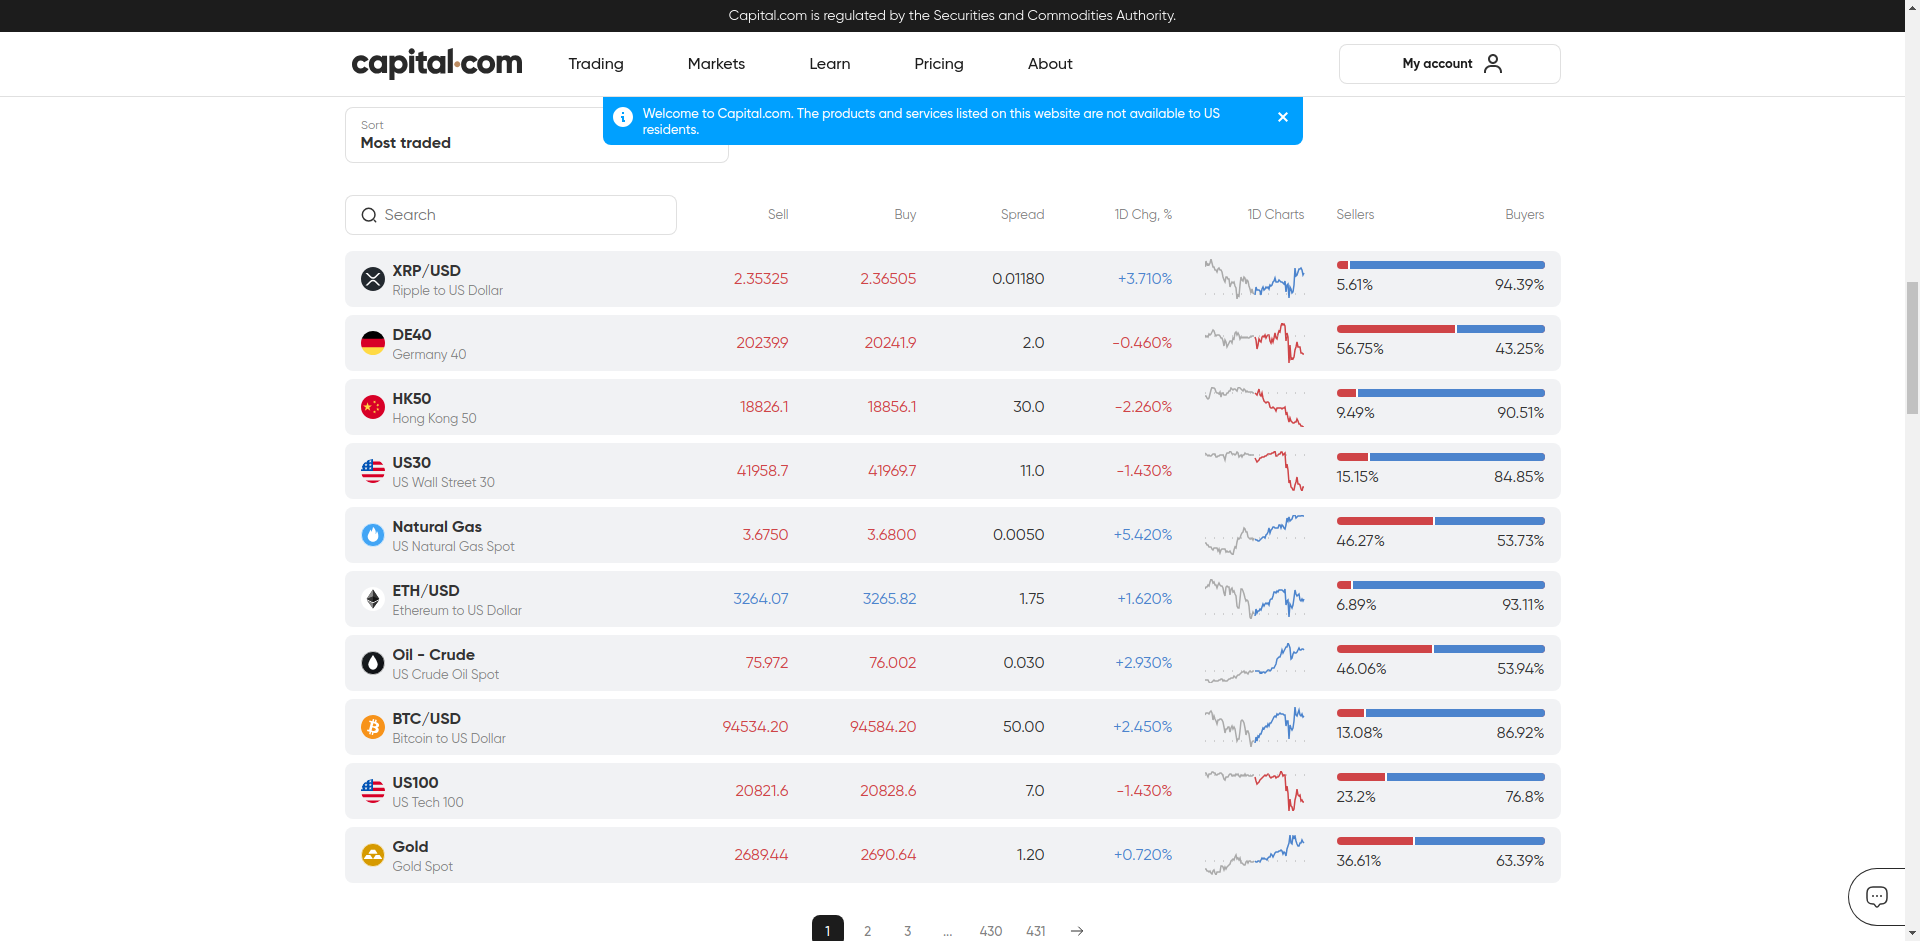 Capital.com is regulated by the Securities and Commodities Authority.
capital.com Trading Markets Learn Pricing About My account
Welcome to Capital.com. The products and services listed on this website are not available to US
residents.
Sort
Most traded
Search Sell Buy Spread 1D Chg, % 1D Charts Sellers Buyers
XRP/USD
Ripple to US Dollar
2.35325 2.36505 0.01180 +3.710% 5.61% 94.39%
DE40
Germany 40
20239.9 20241.9 2.0 -0.460% 56.75% 43.25%
HK50
Hong Kong 50
18826.1 18856.1 30.0 -2.260% 9.49% 90.51%
US30
US Wall Street 30
41958.7 41969.7 11.0 -1.430% 15.15% 84.85%
Natural Gas
US Natural Gas Spot
3.6750 3.6800 0.0050 +5.420% 46.27% 53.73%
ETH/USD
Ethereum to US Dollar
3264.07 3265.82 1.75 +1.620% 6.89% 93.11%
Oil - Crude
US Crude Oil Spot
75.972 76.002 0.030 +2.930% 46.06% 53.94%
BTC/USD
Bitcoin to US Dollar
94534.20 94584.20 50.00 +2.450% 13.08% 86.92%
US100
US Tech 100
20821.6 20828.6 7.0 -1.430% 23.2% 76.8%
Gold
Gold Spot
2689.44 2690.64 1.20 +0.720% 36.61% 63.39%
1 2 3 ... 430 431